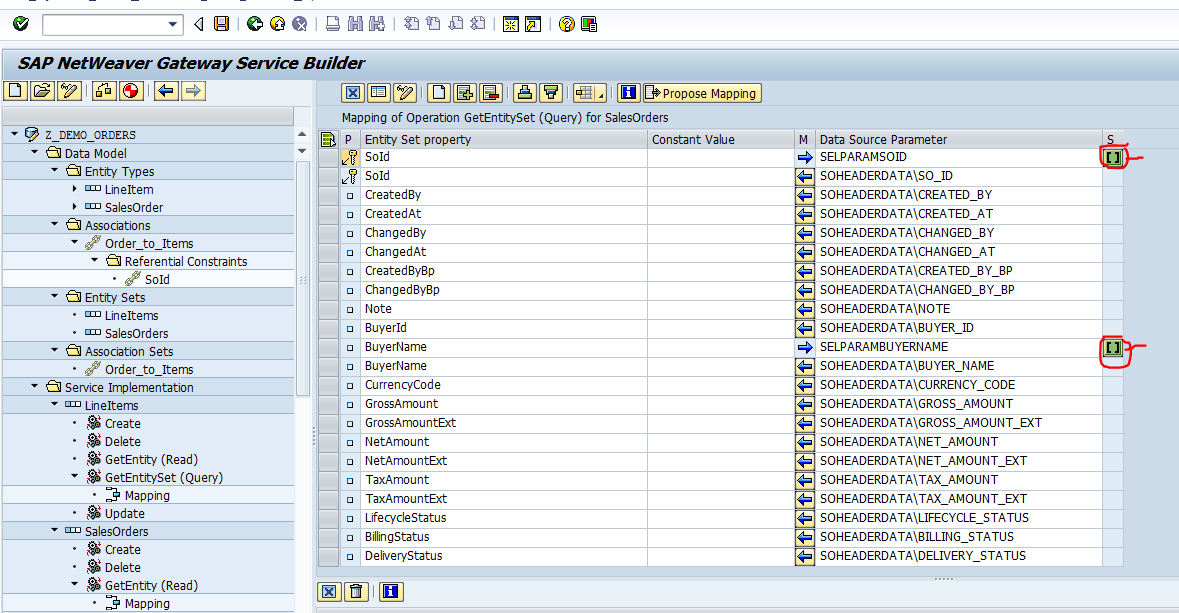 SAP NetWeaver Gateway Service Builder
Propose Mapping
Z_DEMO_ORDERS
Data Model
Entity Types
LineItem
SalesOrder
Associations
Order_to_Items
Referential Constraints
SoId
Entity Sets
LineItems
SalesOrders
Association Sets
Order_to_Items
Service Implementation
LineItems
Create
Delete
GetEntity (Read)
GetEntitySet (Query)
Mapping
Update
SalesOrders
Create
Delete
GetEntity (Read)
Mapping
Mapping of Operation GetEntitySet (Query) for SalesOrders
P Entity Set property Constant Value M Data Source Parameter S
SoId SELPARAMSOID []
SoId SOHEADERDATA\SO_ID
CreatedBy SOHEADERDATA\CREATED_BY
CreatedAt SOHEADERDATA\CREATED_AT
ChangedBy SOHEADERDATA\CHANGED_BY
ChangedAt SOHEADERDATA\CHANGED_AT
CreatedByBp SOHEADERDATA\CREATED_BY_BP
ChangedByBp SOHEADERDATA\CHANGED_BY_BP
Note SOHEADERDATA\NOTE
BuyerId SOHEADERDATA\BUYER_ID
BuyerName SELPARAMBUYERNAME []
BuyerName SOHEADERDATA\BUYER_NAME
CurrencyCode SOHEADERDATA\CURRENCY_CODE
GrossAmount SOHEADERDATA\GROSS_AMOUNT
GrossAmountExt SOHEADERDATA\GROSS_AMOUNT_EXT
NetAmount SOHEADERDATA\NET_AMOUNT
NetAmountExt SOHEADERDATA\NET_AMOUNT_EXT
TaxAmount SOHEADERDATA\TAX_AMOUNT
TaxAmountExt SOHEADERDATA\TAX_AMOUNT_EXT
LifecycleStatus SOHEADERDATA\LIFECYCLE_STATUS
BillingStatus SOHEADERDATA\BILLING_STATUS
DeliveryStatus SOHEADERDATA\DELIVERY_STATUS